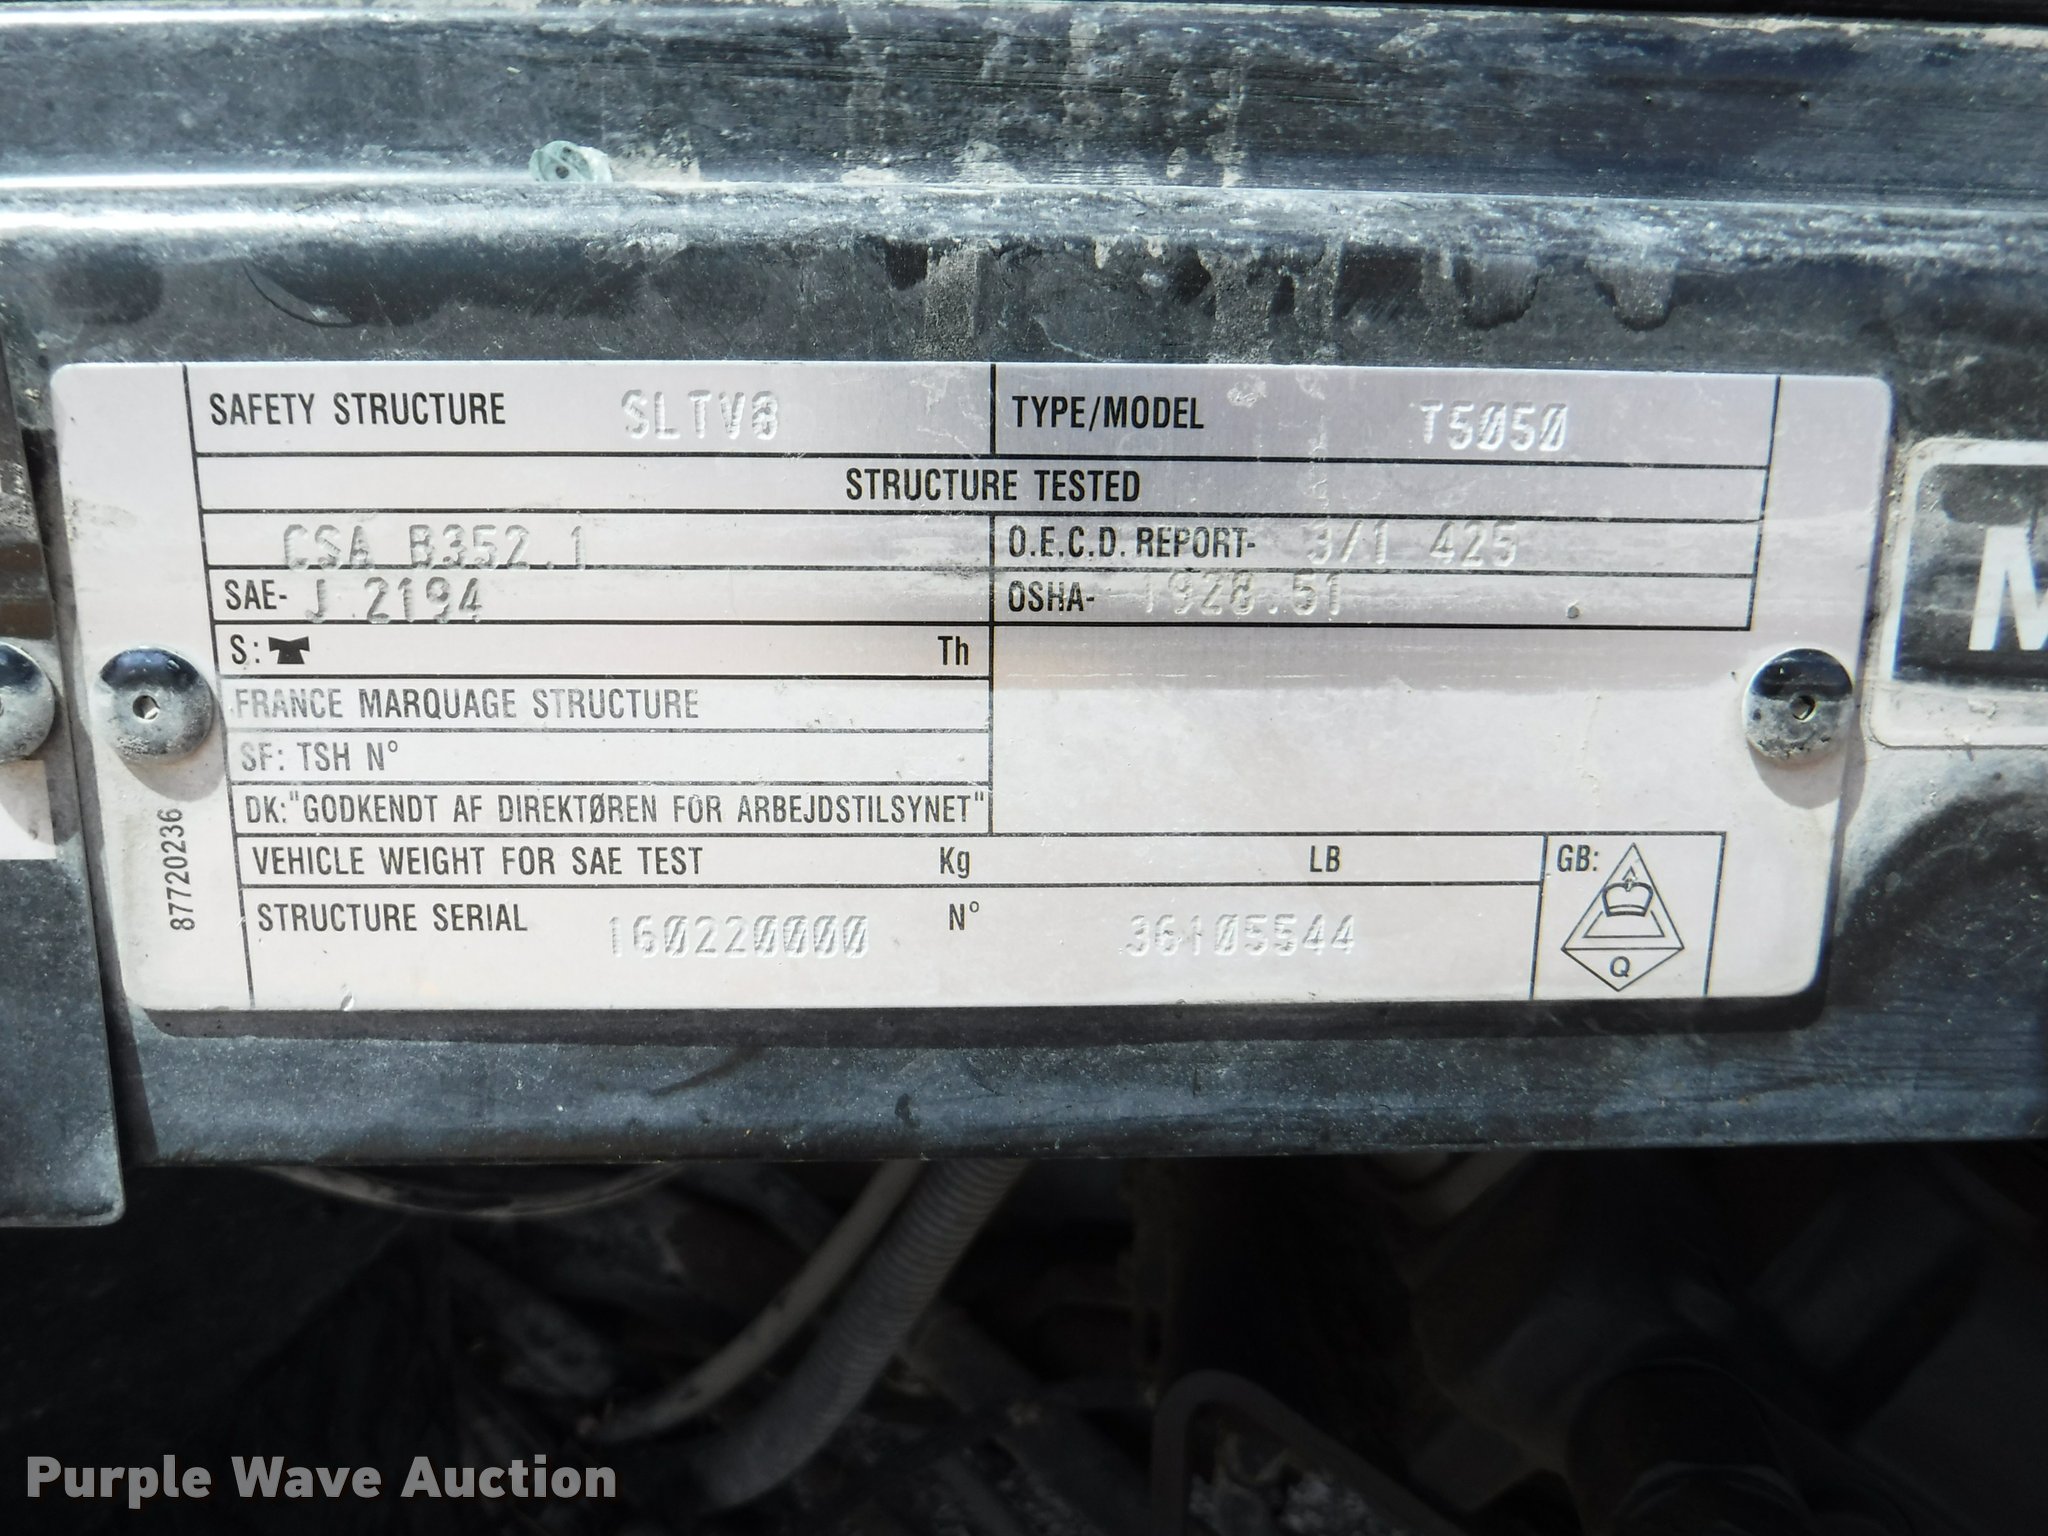 SAFETY STRUCTURE SLTV8 TYPE/MODEL T5050
STRUCTURE TESTED
CSA B352.1 O.E.C.D. REPORT- 3/1 425
SAE- J 2194 OSHA- 1928.51
S: Th
FRANCE MARQUAGE STRUCTURE
SF: TSH N°
DK:"GODKENDT AF DIREKTØREN FOR ARBEJDSTILSYNET"
VEHICLE WEIGHT FOR SAE TEST Kg LB GB:
STRUCTURE SERIAL 160220000 N° 36105544
Q
87720236
M
Purple Wave Auction